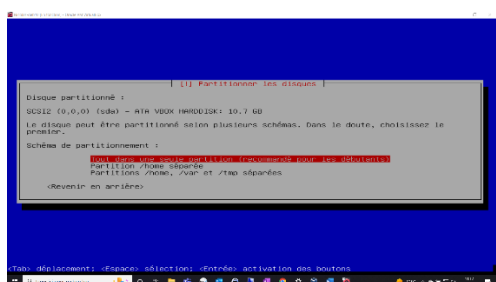 [!] Partitionner les disques
Disque partitionné :
SCSI2 (0,0,0) (sda) - ATA VBOX HARDDISK: 10.7 GB
Le disque peut être partitionné selon plusieurs schémas. Dans le doute, choisissez le
premier.
Schéma de partitionnement :
Tout dans une seule partition (recommandé pour les débutants)
Partition /home séparée
Partitions /home, /var et /tmp séparées
<Revenir en arrière>
<Tab> déplacement; <Espace> sélection; <Entrée> activation des boutons